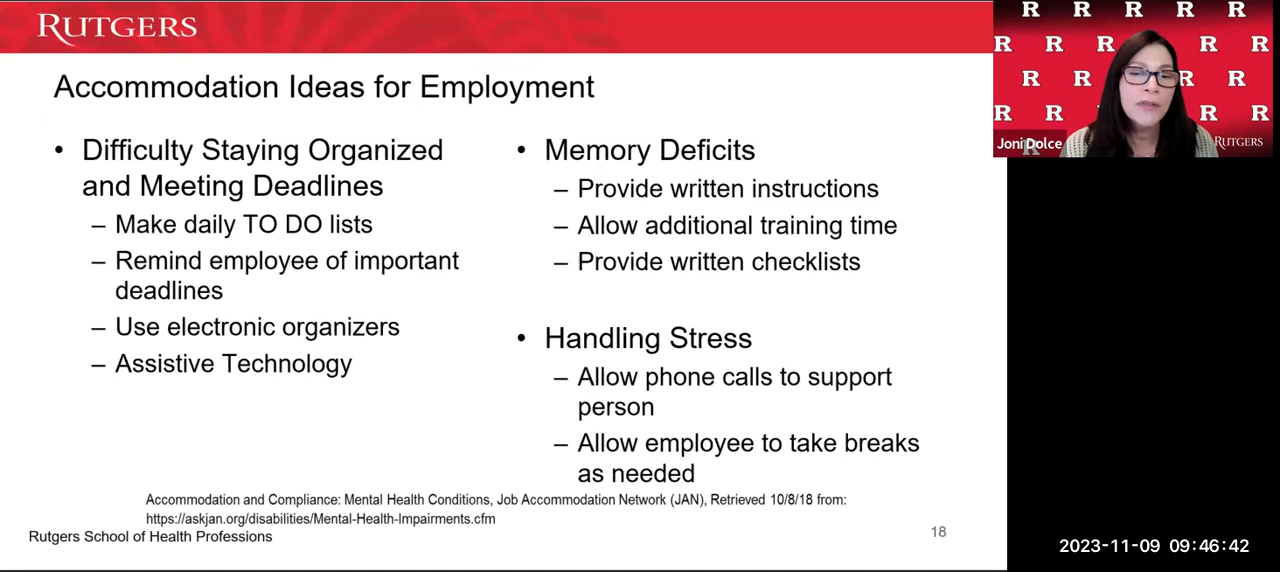 RUTGERS
Accommodation Ideas for Employment
• Difficulty Staying Organized
and Meeting Deadlines
– Make daily TO DO lists
– Remind employee of important
deadlines
– Use electronic organizers
– Assistive Technology
• Memory Deficits
– Provide written instructions
– Allow additional training time
– Provide written checklists
• Handling Stress
– Allow phone calls to support
person
– Allow employee to take breaks
as needed
Accommodation and Compliance: Mental Health Conditions, Job Accommodation Network (JAN), Retrieved 10/8/18 from:
https://askjan.org/disabilities/Mental-Health-Impairments.cfm
Rutgers School of Health Professions
18
R R R R R
R R R R R
R R R
R R R R
R
Joni Dolce
RUTGERS
2023-11-09 09:46:42